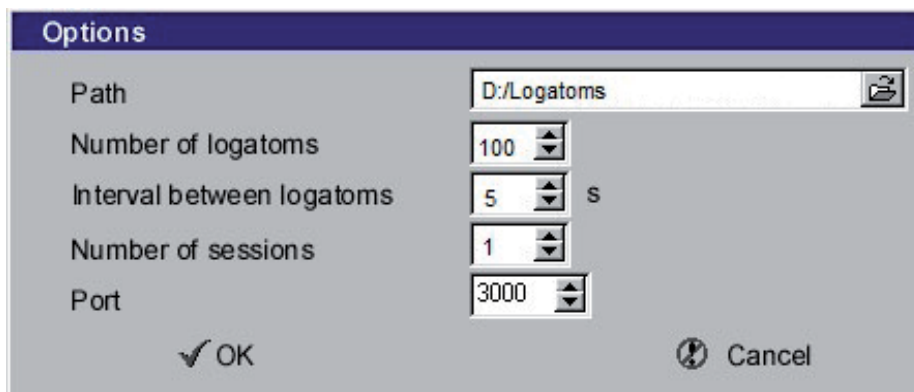 Options
Path D:/Logatoms
Number of logatoms 100
Interval between logatoms 5 s
Number of sessions 1
Port 3000
OK Cancel